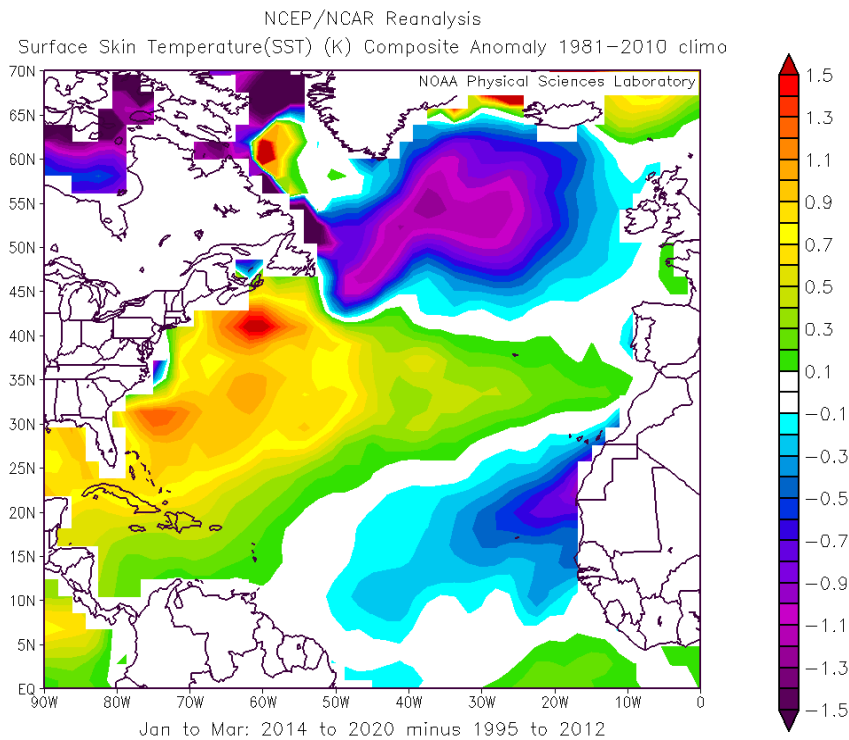 NCEP/NCAR Reanalysis
Surface Skin Temperature(SST) (K) Composite Anomaly 1981−2010 climo
NOAA Physical Sciences Laboratory
70N
65N
60N
55N
50N
45N
40N
35N
30N
25N
20N
15N
10N
5N
EQ
90W 80W 70W 60W 50W 40W 30W 20W 10W 0
1.5
1.3
1.1
0.9
0.7
0.5
0.3
0.1
−0.1
−0.3
−0.5
−0.7
−0.9
−1.1
−1.3
−1.5
Jan to Mar: 2014 to 2020 minus 1995 to 2012